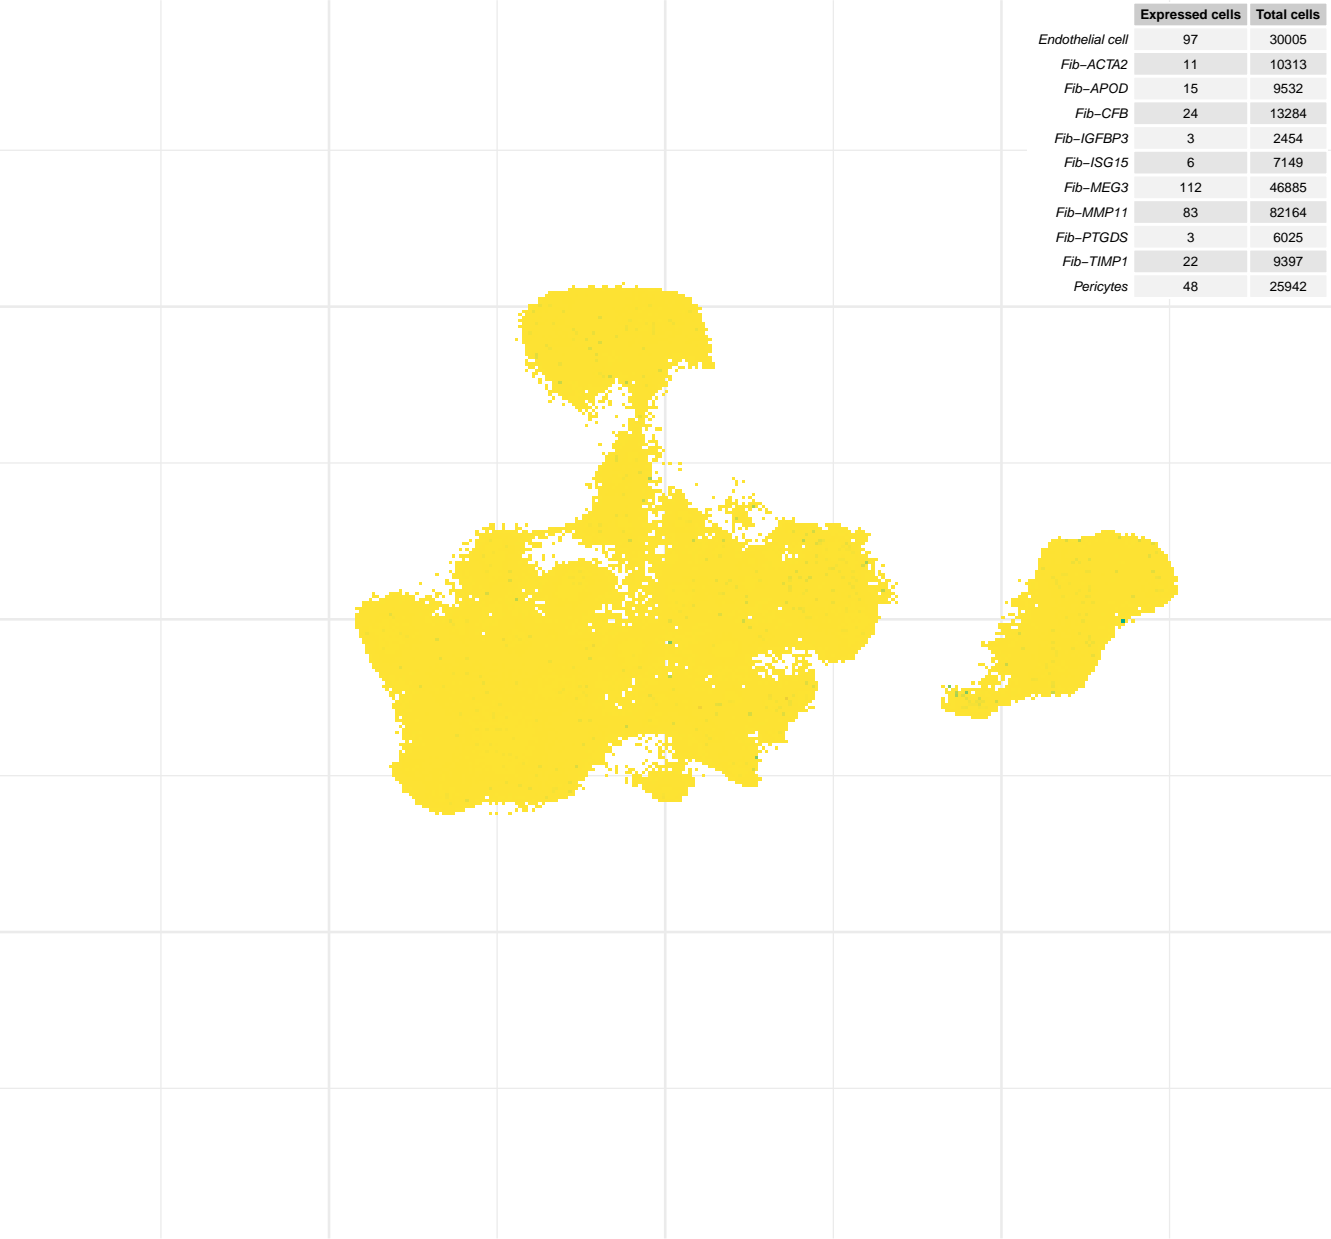 Expressed cells Total cells
Endothelial cell 97 30005
Fib−ACTA2 11 10313
Fib−APOD 15 9532
Fib−CFB 24 13284
Fib−IGFBP3 3 2454
Fib−ISG15 6 7149
Fib−MEG3 112 46885
Fib−MMP11 83 82164
Fib−PTGDS 3 6025
Fib−TIMP1 22 9397
Pericytes 48 25942